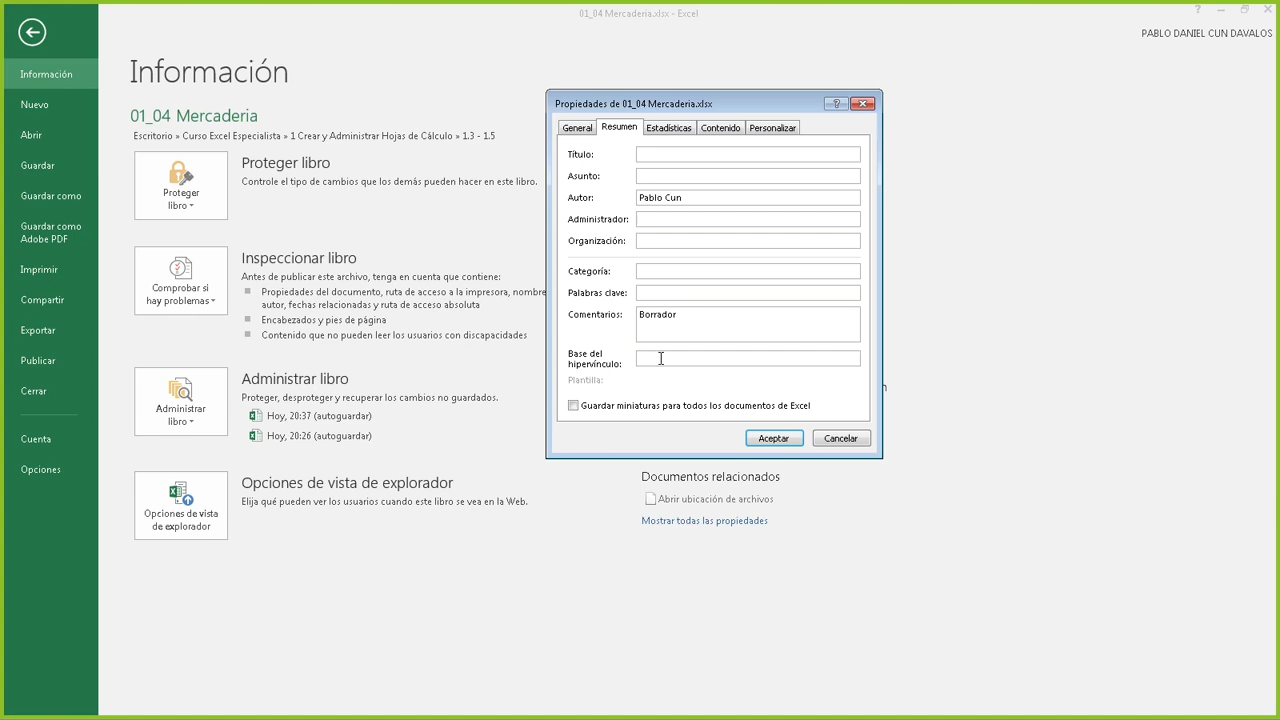 01_04 Mercaderia.xlsx - Excel
?
PABLO DANIEL CUN DAVALOS
Información
Nuevo
Abrir
Guardar
Guardar como
Guardar como
Adobe PDF
Imprimir
Compartir
Exportar
Publicar
Cerrar
Cuenta
Opciones
Información
01_04 Mercaderia
Escritorio » Curso Excel Especialista » 1 Crear y Administrar Hojas de Cálculo » 1.3 - 1.5
Proteger
libro
Proteger libro
Controle el tipo de cambios que los demás pueden hacer en este libro.
Comprobar si
hay problemas
Inspeccionar libro
Antes de publicar este archivo, tenga en cuenta que contiene:
Propiedades del documento, ruta de acceso a la impresora, nombre
autor, fechas relacionadas y ruta de acceso absoluta
Encabezados y pies de página
Contenido que no pueden leer los usuarios con discapacidades
Administrar
libro
Administrar libro
Proteger, desproteger y recuperar los cambios no guardados.
Hoy, 20:37 (autoguardar)
Hoy, 20:26 (autoguardar)
Opciones de vista
de explorador
Opciones de vista de explorador
Elija qué pueden ver los usuarios cuando este libro se vea en la Web.
Propiedades de 01_04 Mercaderia.xlsx
?
General Resumen Estadísticas Contenido Personalizar
Título:
Asunto:
Autor: Pablo Cun
Administrador:
Organización:
Categoría:
Palabras clave:
Comentarios: Borrador
Base del
hipervínculo:
Plantilla:
Guardar miniaturas para todos los documentos de Excel
Aceptar Cancelar
Documentos relacionados
Abrir ubicación de archivos
Mostrar todas las propiedades